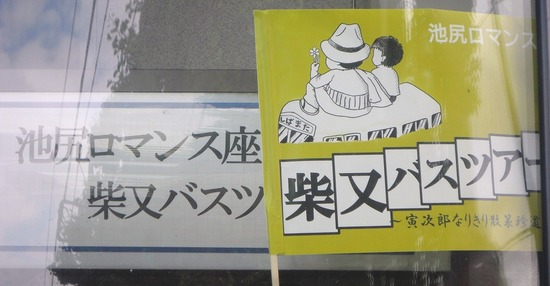 池尻ロマンス座
柴又バスツ
池尻ロマンス
しばまた
柴又バスツアー
～寅次郎なりきり散策珍道